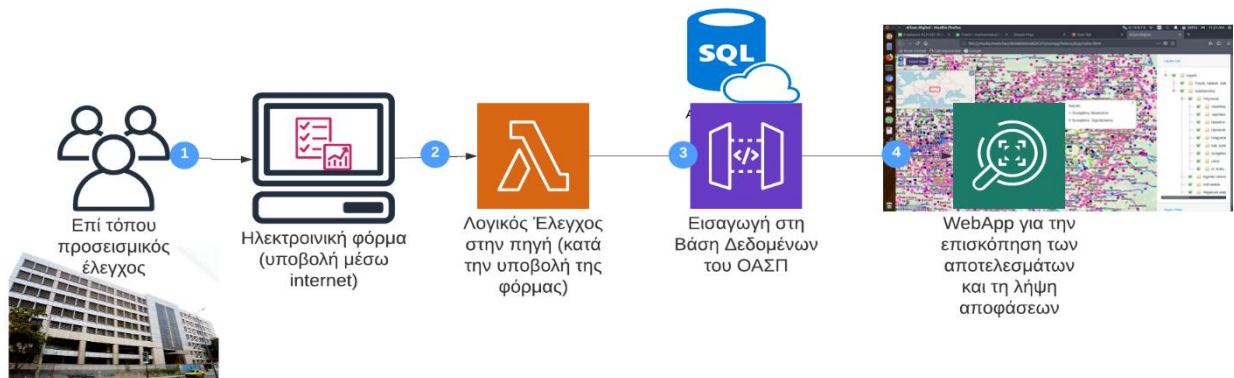 SQL
1
2
3
4
</>
Επί τόπου
προσεισμικός
έλεγχος
Ηλεκτροινική φόρμα
(υποβολή μέσω
internet)
Λογικός Έλεγχος
στην πηγή (κατά
την υποβολή της
φόρμας)
Εισαγωγή στη
Βάση Δεδομένων
του ΟΑΣΠ
WebApp για την
επισκόπηση των
αποτελεσμάτων
και τη λήψη
αποφάσεων